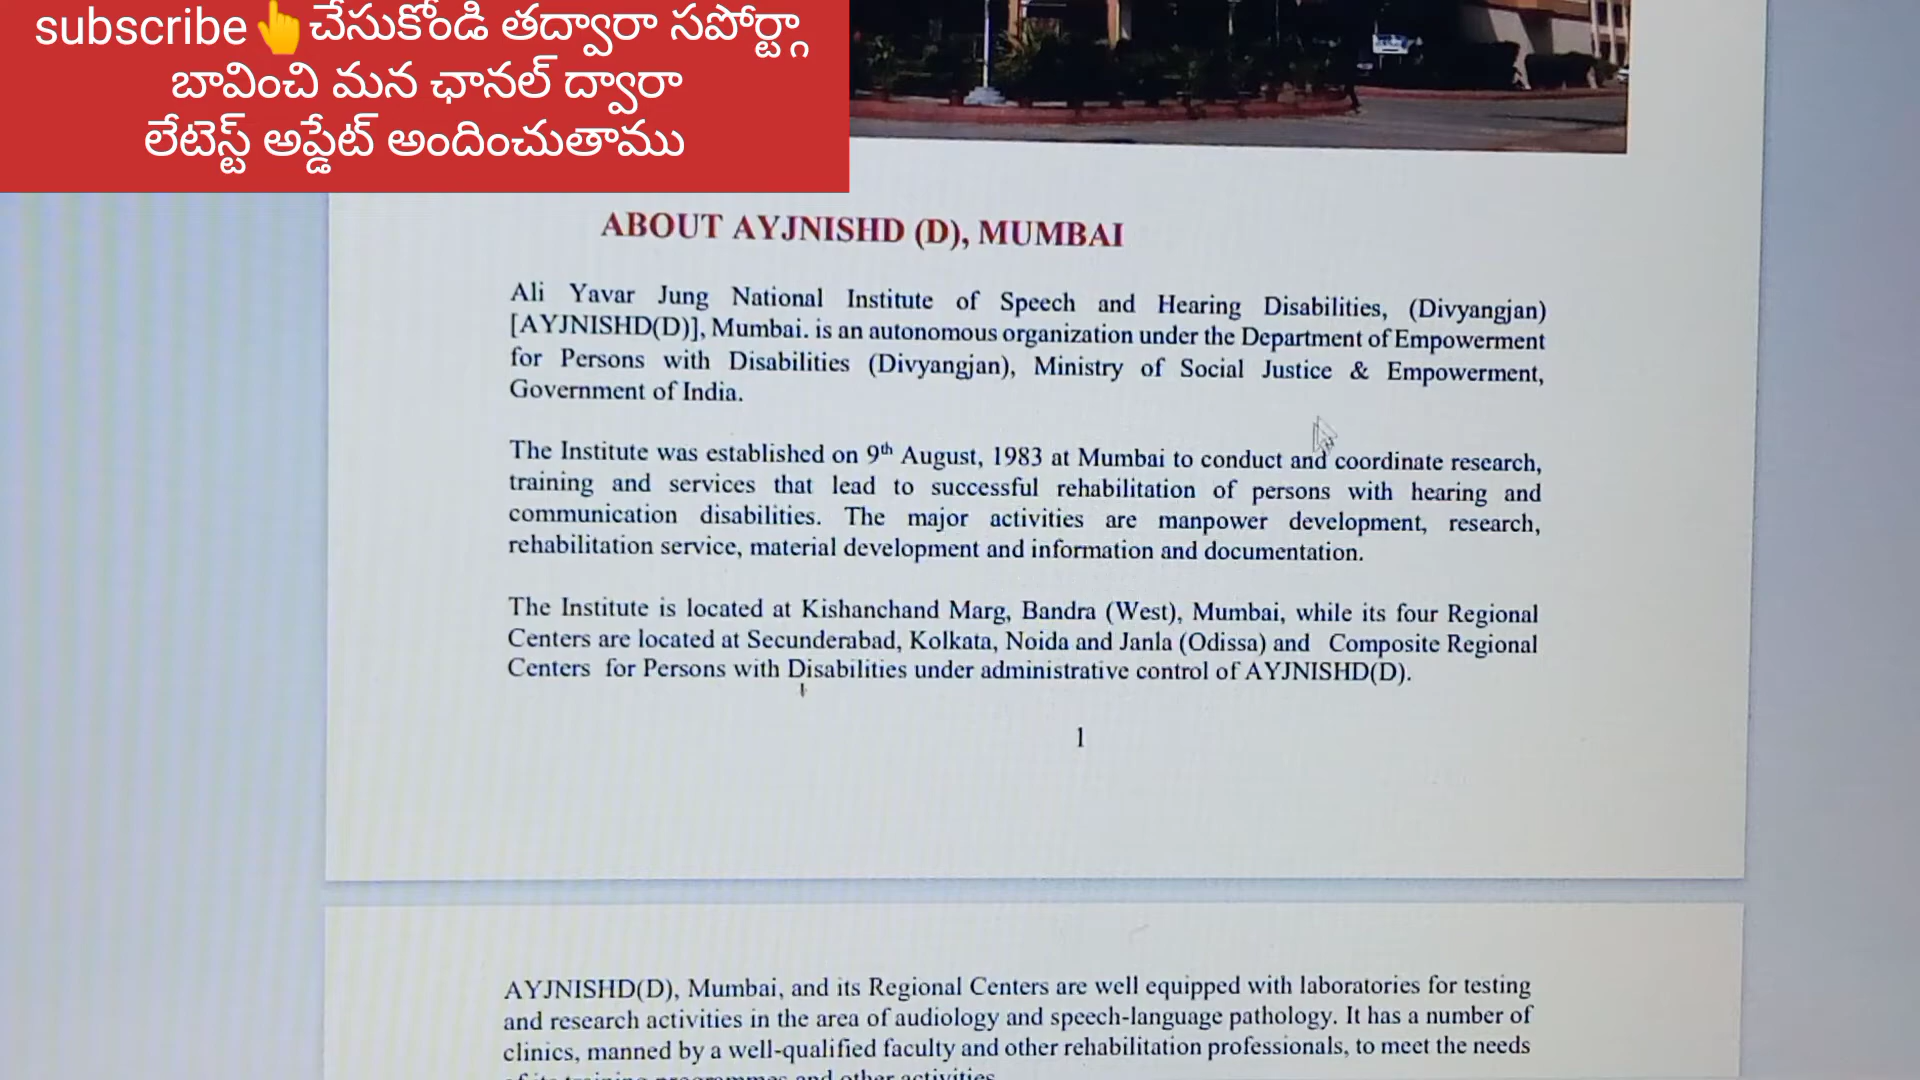 subscribe👆చేసుకోండి తద్వారా సపోర్ట్గా
బావించి మన ఛానల్ ద్వారా
లేటెస్ట్ అప్డేట్ అందించుతాము
ABOUT AYJNISHD (D), MUMBAI
Ali Yavar Jung National Institute of Speech and Hearing Disabilities, (Divyangjan)
[AYJNISHD(D)], Mumbai. is an autonomous organization under the Department of Empowerment
for Persons with Disabilities (Divyangjan), Ministry of Social Justice & Empowerment,
Government of India.
The Institute was established on 9th August, 1983 at Mumbai to conduct and coordinate research,
training and services that lead to successful rehabilitation of persons with hearing and
communication disabilities. The major activities are manpower development, research,
rehabilitation service, material development and information and documentation.
The Institute is located at Kishanchand Marg, Bandra (West), Mumbai, while its four Regional
Centers are located at Secunderabad, Kolkata, Noida and Janla (Odissa) and Composite Regional
Centers for Persons with Disabilities under administrative control of AYJNISHD(D).
1
AYJNISHD(D), Mumbai, and its Regional Centers are well equipped with laboratories for testing
and research activities in the area of audiology and speech-language pathology. It has a number of
clinics, manned by a well-qualified faculty and other rehabilitation professionals, to meet the needs
of its training programmes and other activities.